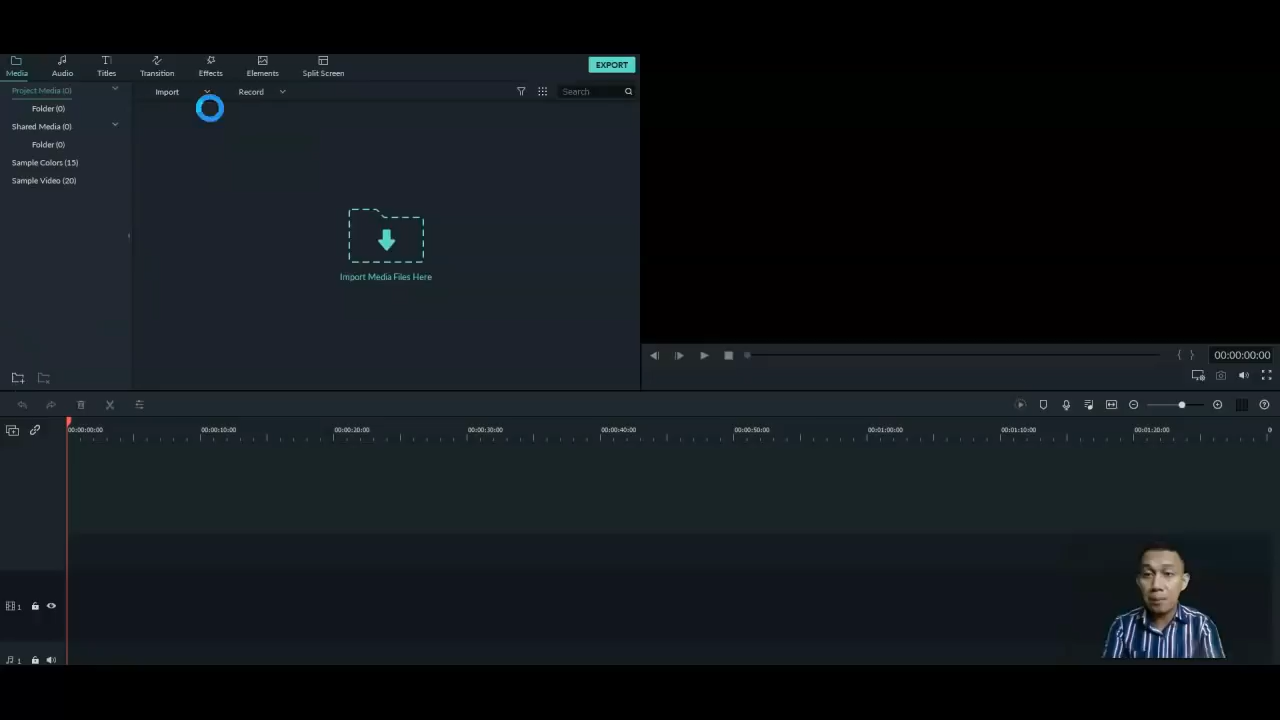 Media Audio Titles Transition Effects Elements Split Screen EXPORT
Project Media (0) Import Record Search
Folder (0)
Shared Media (0)
Folder (0)
Sample Colors (15)
Sample Video (20)
Import Media Files Here
{ } 00:00:00:00
00:00:00:00 00:00:10:00 00:00:20:00 00:00:30:00 00:00:40:00 00:00:50:00 00:01:00:00 00:01:10:00 00:01:20:00 0
1
1